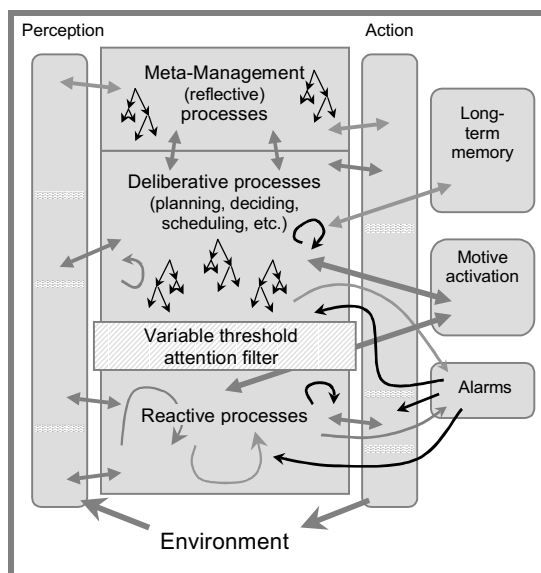 Perception
Action
Meta-Management
(reflective)
processes
Long-
term
memory
Deliberative processes
(planning, deciding,
scheduling, etc.)
Motive
activation
Variable threshold
attention filter
Alarms
Reactive processes
Environment